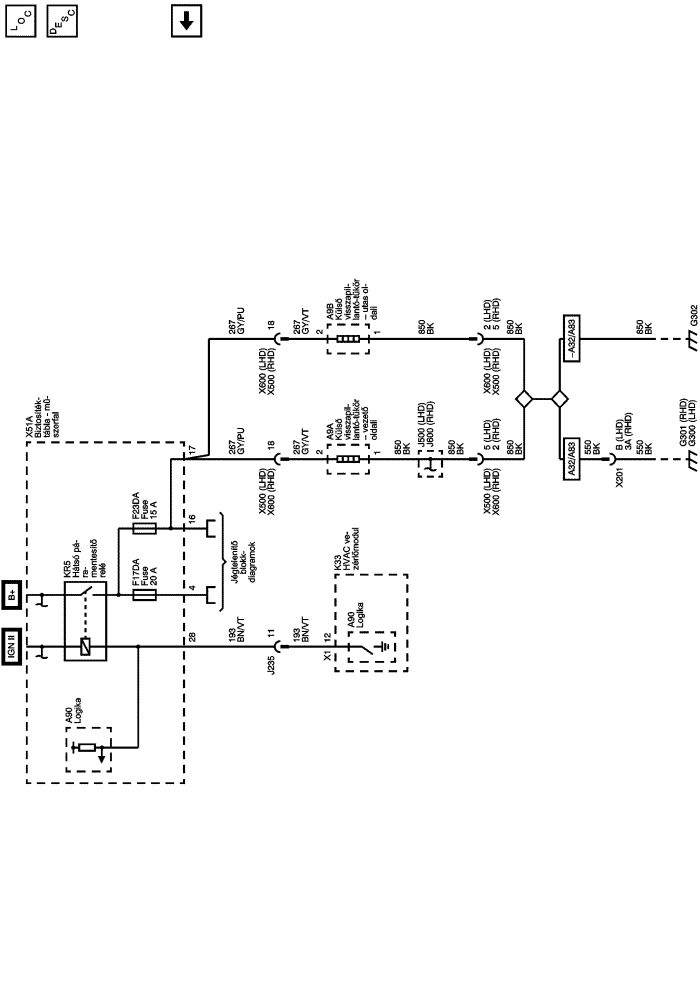 LOC
DESC
B+
IGN II
X51A
Biztosíték-
tábla - mű-
szerfal
KR5
Hátsó pá-
ra-
mentesítő
relé
F23DA
Fuse
15 A
F17DA
Fuse
20 A
A90
Logika
17
16
4
28
Jégtelenítő
blokk-
diagramok
267
GY/PU
18
X600 (LHD)
X500 (RHD)
267
GY/VT
2
A9B
Külső
visszapil-
lantó-tükör
– utas ol-
dali
1
850
BK
2 (LHD)
5 (RHD)
X600 (LHD)
X500 (RHD)
850
BK
~A32/A83
850
BK
G302
267
GY/PU
18
X500 (LHD)
X600 (RHD)
267
GY/VT
2
A9A
Külső
visszapil-
lantó-tükör
– vezető
oldali
1
850
BK
J500 (LHD)
J600 (RHD)
850
BK
5 (LHD)
2 (RHD)
X500 (LHD)
X600 (RHD)
850
BK
A32/A83
550
BK
B (LHD)
3A (RHD)
X201
550
BK
G301 (RHD)
G300 (LHD)
193
BN/VT
11
J235
193
BN/VT
12
X1
K33
HVAC ve-
zérlőmodul
A90
Logika